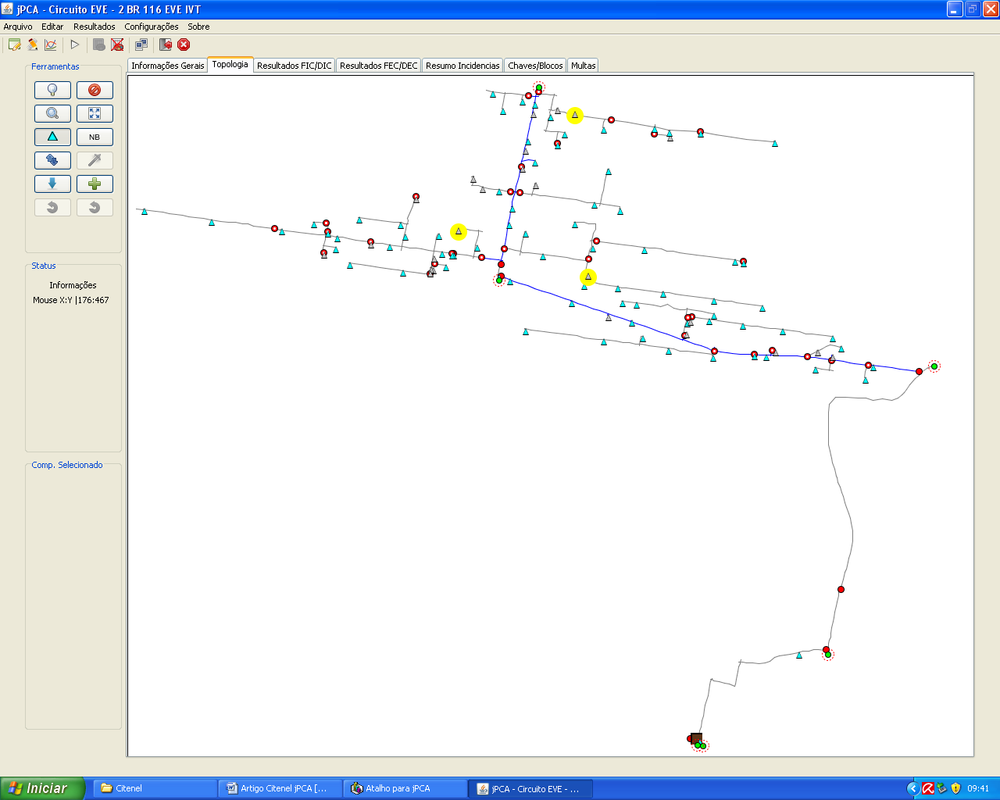 jPCA - Circuito EVE - 2 BR 116 EVE IVT
Arquivo Editar Resultados Configurações Sobre
Ferramentas
Informações Gerais Topologia Resultados FIC/DIC Resultados FEC/DEC Resumo Incidencias Chaves/Blocos Multas
NB
Status
Informações
Mouse X:Y |176:467
Comp. Selecionado
Iniciar Citenel Artigo Citenel jPCA [... Atalho para jPCA jPCA - Circuito EVE - ... 09:41